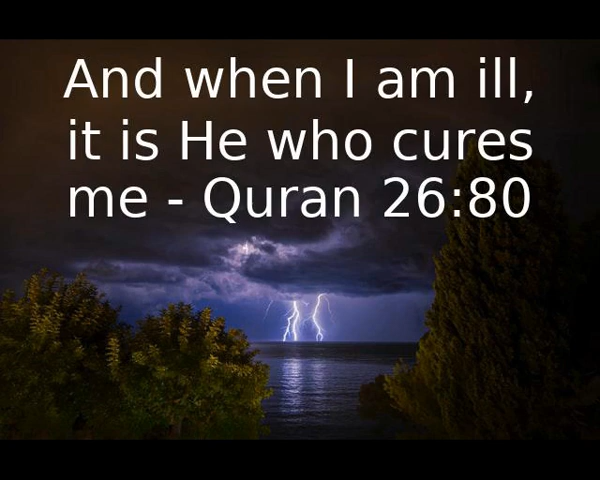 And when I am ill,
it is He who cures
me - Quran 26:80